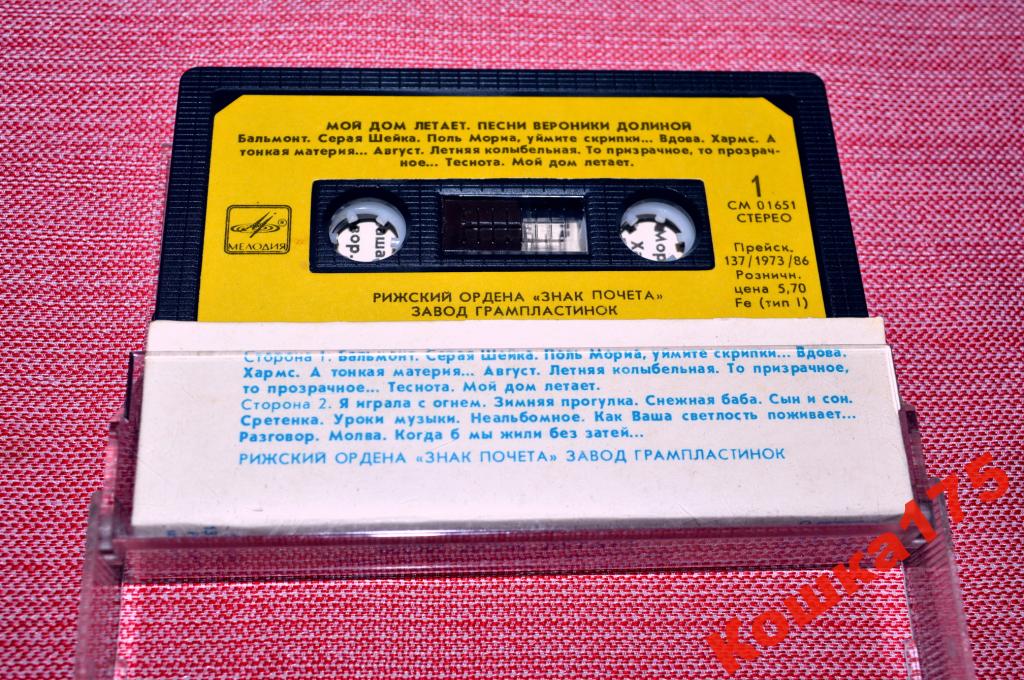 МОЙ ДОМ ЛЕТАЕТ. ПЕСНИ ВЕРОНИКИ ДОЛИНОЙ
Бальмонт. Серая Шейка. Поль Мориа, уймите скрипки... Вдова. Хармс. А
тонкая материя... Август. Летняя колыбельная. То призрачное, то прозрач-
ное... Теснота. Мой дом летает.
1
СМ 01651
СТЕРЕО
МЕЛОДИЯ
Прейск.
137/1973/86
Розничн.
цена 5,70
Fe (тип I)
РИЖСКИЙ ОРДЕНА «ЗНАК ПОЧЕТА»
ЗАВОД ГРАМПЛАСТИНОК
Сторона 1. Бальмонт. Серая Шейка. Поль Мориа, уймите скрипки... Вдова.
Хармс. А тонкая материя... Август. Летняя колыбельная. То призрачное,
то прозрачное... Теснота. Мой дом летает.
Сторона 2. Я играла с огнем. Зимняя прогулка. Снежная баба. Сын и сон.
Сретенка. Уроки музыки. Неальбомное. Как Ваша светлость поживает...
Разговор. Молва. Когда б мы жили без затей...
РИЖСКИЙ ОРДЕНА «ЗНАК ПОЧЕТА» ЗАВОД ГРАМПЛАСТИНОК
Кошка175